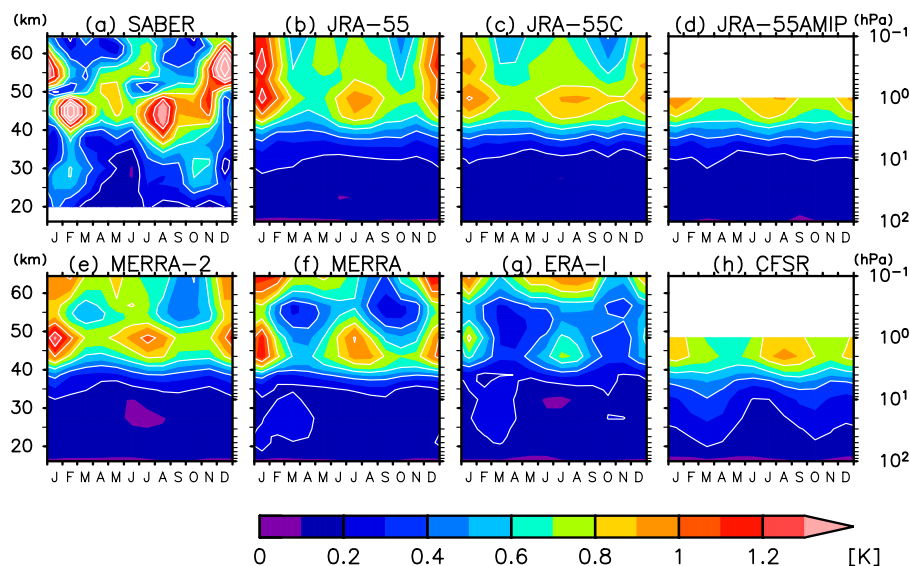 (a) SABER (b) JRA-55 (c) JRA-55C (d) JRA-55AMIP
(km) (hPa)
60 10⁻¹
50 10⁰
40
30 10¹
20 10²
J F M A M J J A S O N D J F M A M J J A S O N D J F M A M J J A S O N D J F M A M J J A S O N D
(e) MERRA-2 (f) MERRA (g) ERA-I (h) CFSR
(km) (hPa)
60 10⁻¹
50 10⁰
40
30 10¹
20 10²
J F M A M J J A S O N D J F M A M J J A S O N D J F M A M J J A S O N D J F M A M J J A S O N D
0 0.2 0.4 0.6 0.8 1 1.2 [K]